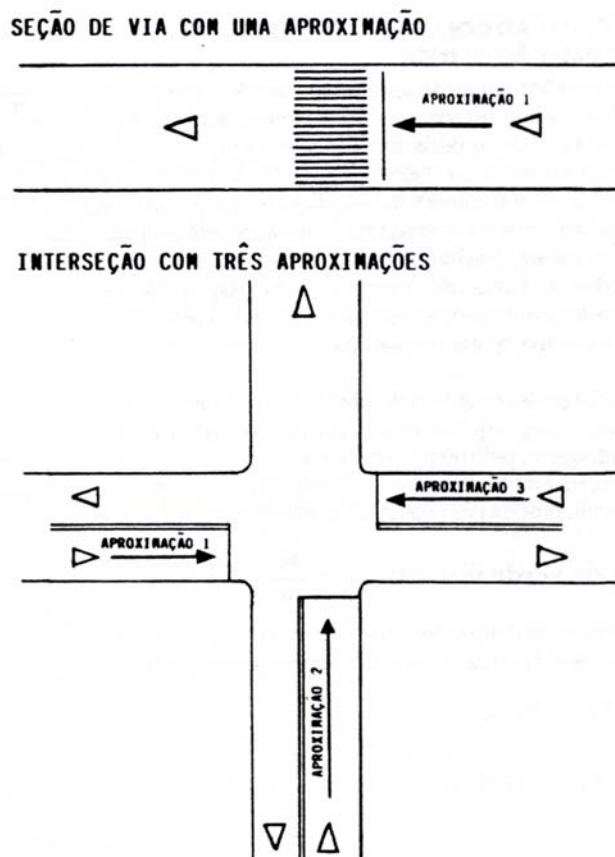 SEÇÃO DE VIA COM UMA APROXIMAÇÃO
APROXIMAÇÃO 1
INTERSEÇÃO COM TRÊS APROXIMAÇÕES
APROXIMAÇÃO 3
APROXIMAÇÃO 1
APROXIMAÇÃO 2